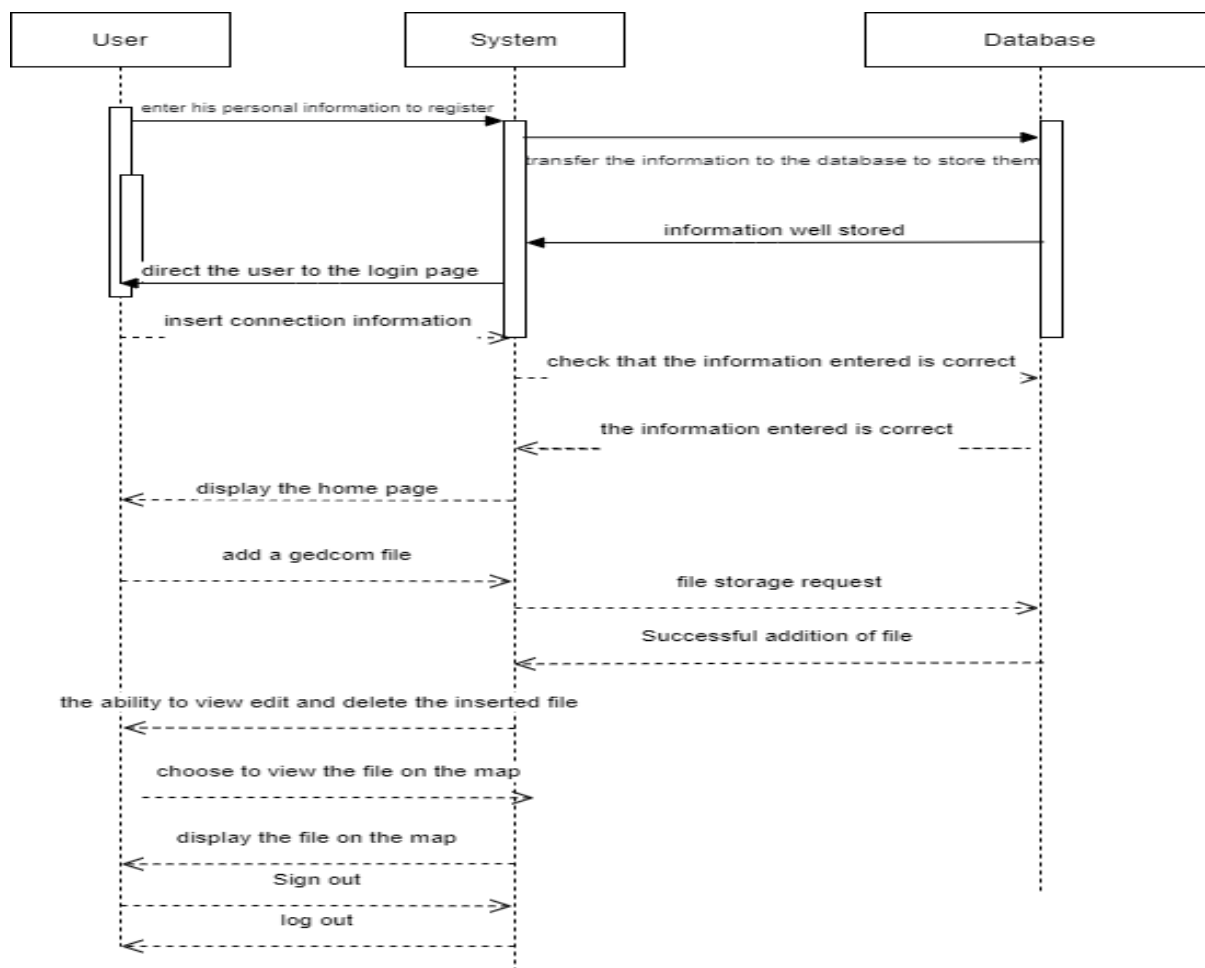 User
System
Database
enter his personal information to register
transfer the information to the database to store them
information well stored
direct the user to the login page
insert connection information
check that the information entered is correct
the information entered is correct
display the home page
add a gedcom file
file storage request
Successful addition of file
the ability to view edit and delete the inserted file
choose to view the file on the map
display the file on the map
Sign out
log out